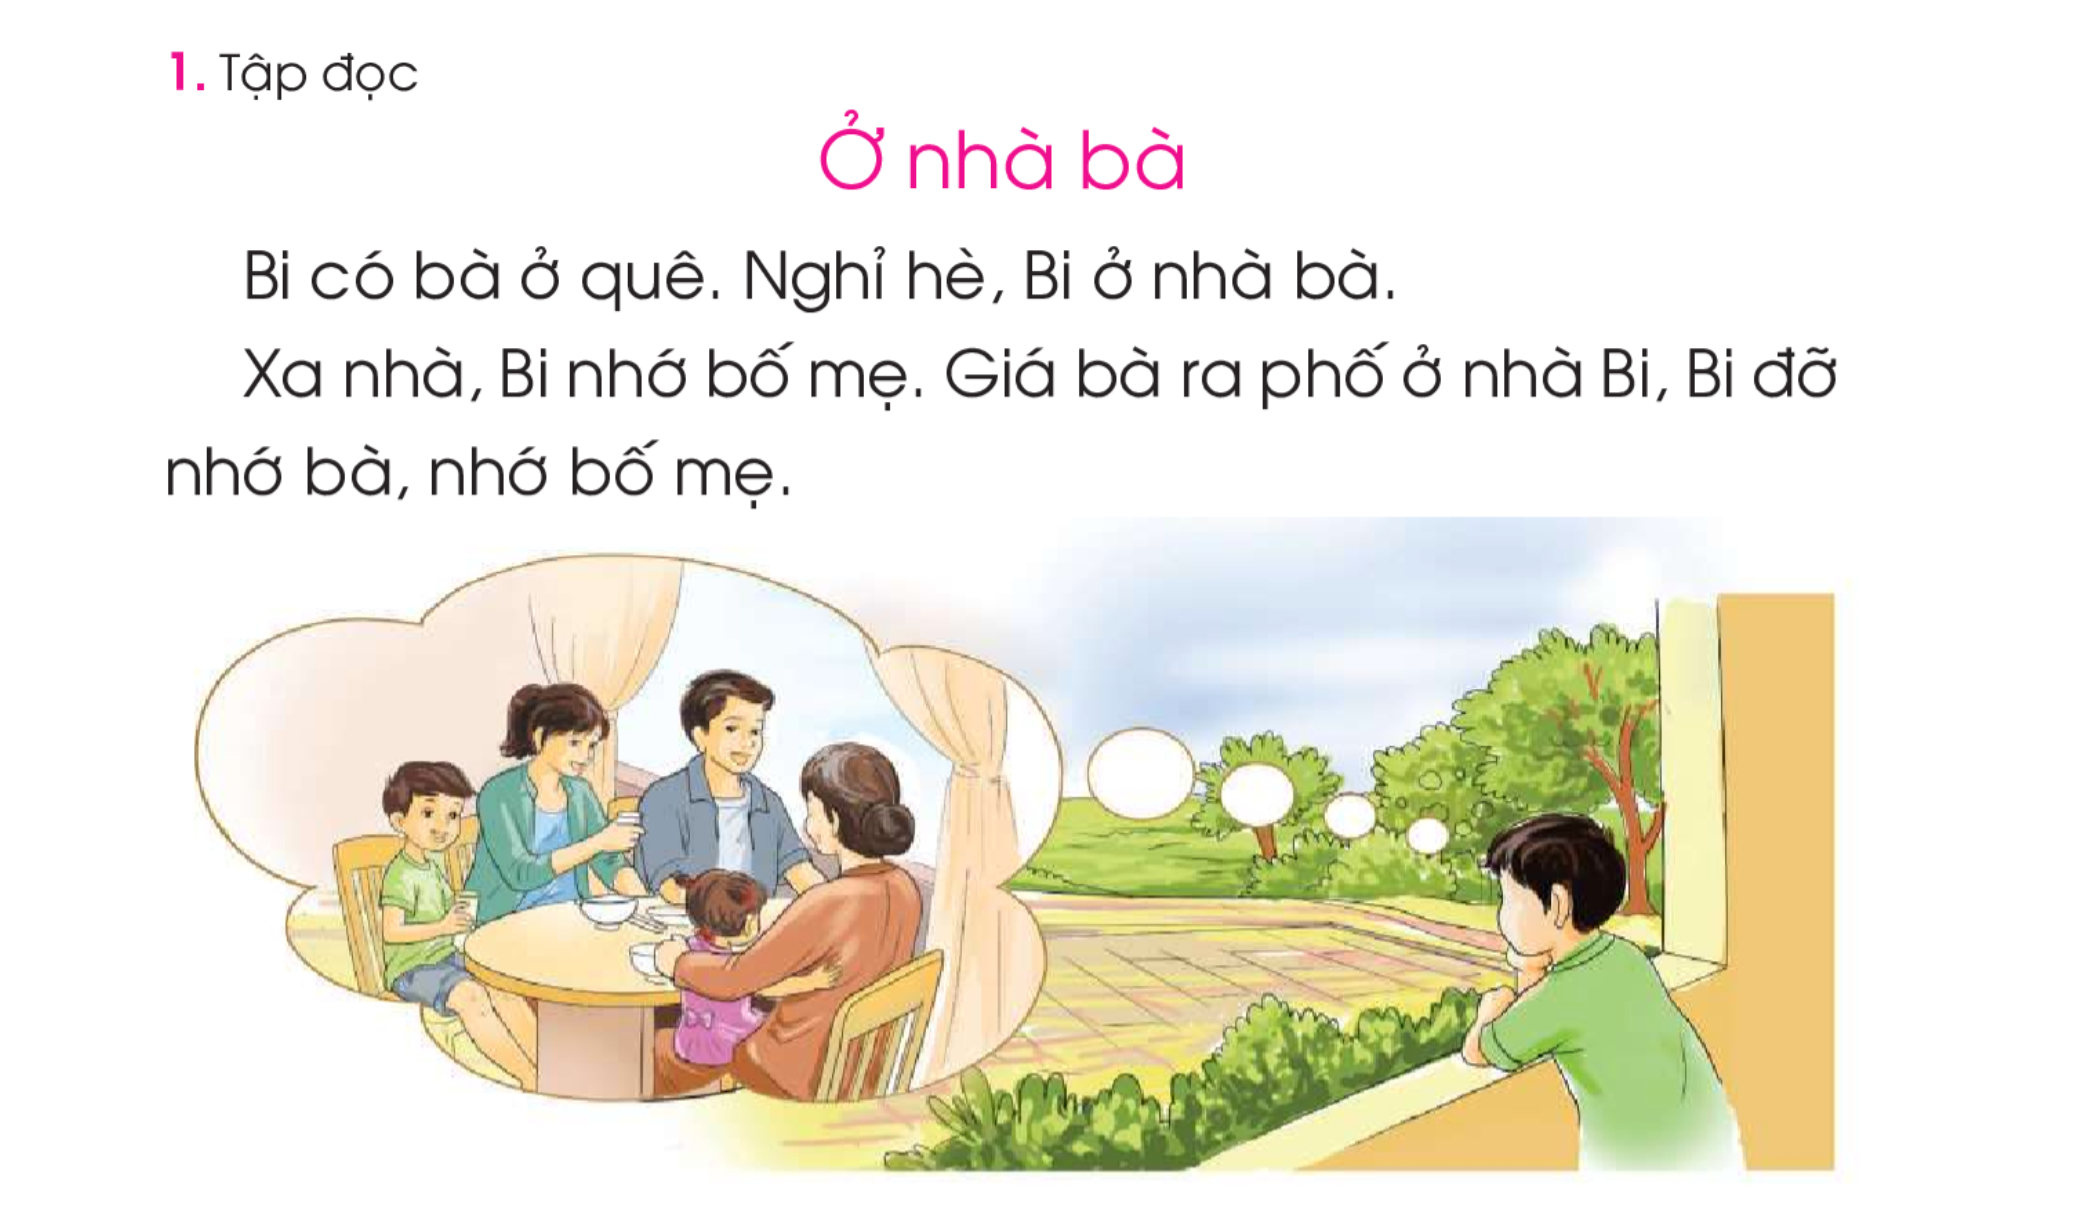 1. Tập đọc
Ở nhà bà
Bi có bà ở quê. Nghỉ hè, Bi ở nhà bà.
Xa nhà, Bi nhớ bố mẹ. Giá bà ra phố ở nhà Bi, Bi đỡ
nhớ bà, nhớ bố mẹ.